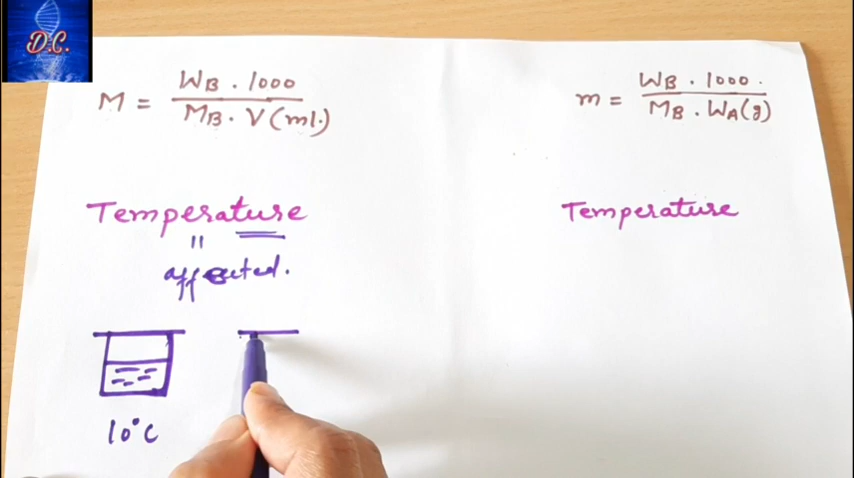 D.C.
M = WB . 1000 / MB . V (ml.)
m = WB . 1000. / MB . WA (g)
Temperature
Temperature
"
affected.
10°C